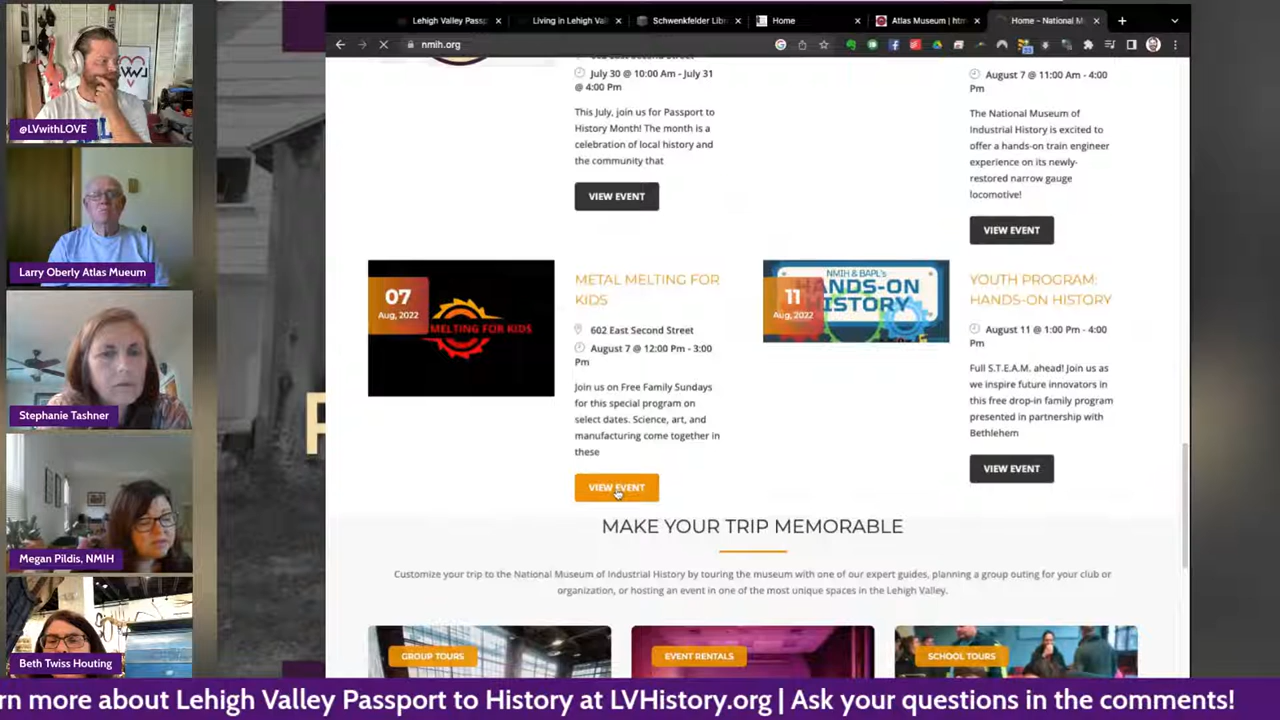 Lehigh Valley Passp
Living in Lehigh Val
Schwenkfelder Libr
Home
Atlas Museum | htm
Home - National M
nmih.org
July 30 @ 10:00 Am - July 31
@ 4:00 Pm
This July, join us for Passport to
History Month! The month is a
celebration of local history and
the community that
VIEW EVENT
August 7 @ 11:00 Am - 4:00
Pm
The National Museum of
Industrial History is excited to
offer a hands-on train engineer
experience on its newly-
restored narrow gauge
locomotive!
VIEW EVENT
07
Aug, 2022
MELTING FOR KIDS
METAL MELTING FOR
KIDS
602 East Second Street
August 7 @ 12:00 Pm - 3:00
Pm
Join us on Free Family Sundays
for this special program on
select dates. Science, art, and
manufacturing come together in
these
VIEW EVENT
11
Aug, 2022
NMIH & BAPL's
HANDS-ON
HISTORY
YOUTH PROGRAM:
HANDS-ON HISTORY
August 11 @ 1:00 Pm - 4:00
Pm
Full S.T.E.A.M. ahead! Join us as
we inspire future innovators in
this free drop-in family program
presented in partnership with
Bethlehem
VIEW EVENT
MAKE YOUR TRIP MEMORABLE
Customize your trip to the National Museum of Industrial History by touring the museum with one of our expert guides, planning a group outing for your club or
organization, or hosting an event in one of the most unique spaces in the Lehigh Valley.
GROUP TOURS
EVENT RENTALS
SCHOOL TOURS
@LVwithLOVE
Larry Oberly Atlas Mueum
Stephanie Tashner
Megan Pildis, NMIH
Beth Twiss Houting
rn more about Lehigh Valley Passport to History at LVHistory.org | Ask your questions in the comments!